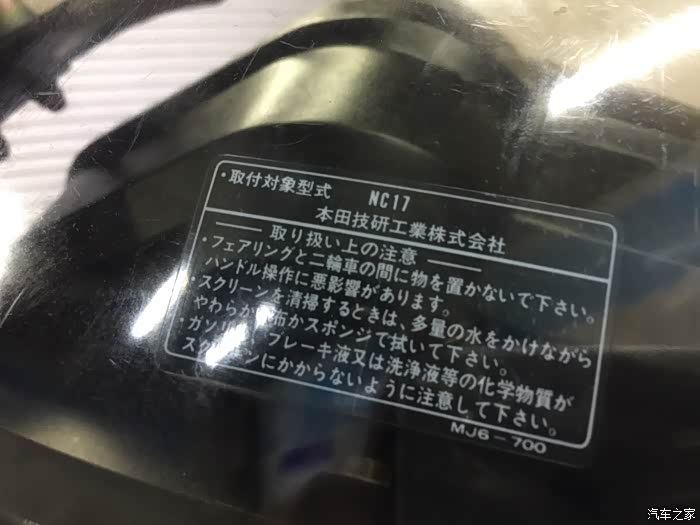 ・取付対象型式 NC17
本田技研工業株式会社
取り扱い上の注意
・フェアリングと二輪車の間に物を置かないで下さい。
ハンドル操作に悪影響があります。
・スクリーンを清掃するときは、多量の水をかけながら
やわらか 布かスポンジで拭いて下さい。
・ガソリ ブレーキ液又は洗浄液等の化学物質が
スク ーンにかからないように注意して下さい。
MJ6-700
汽车之家